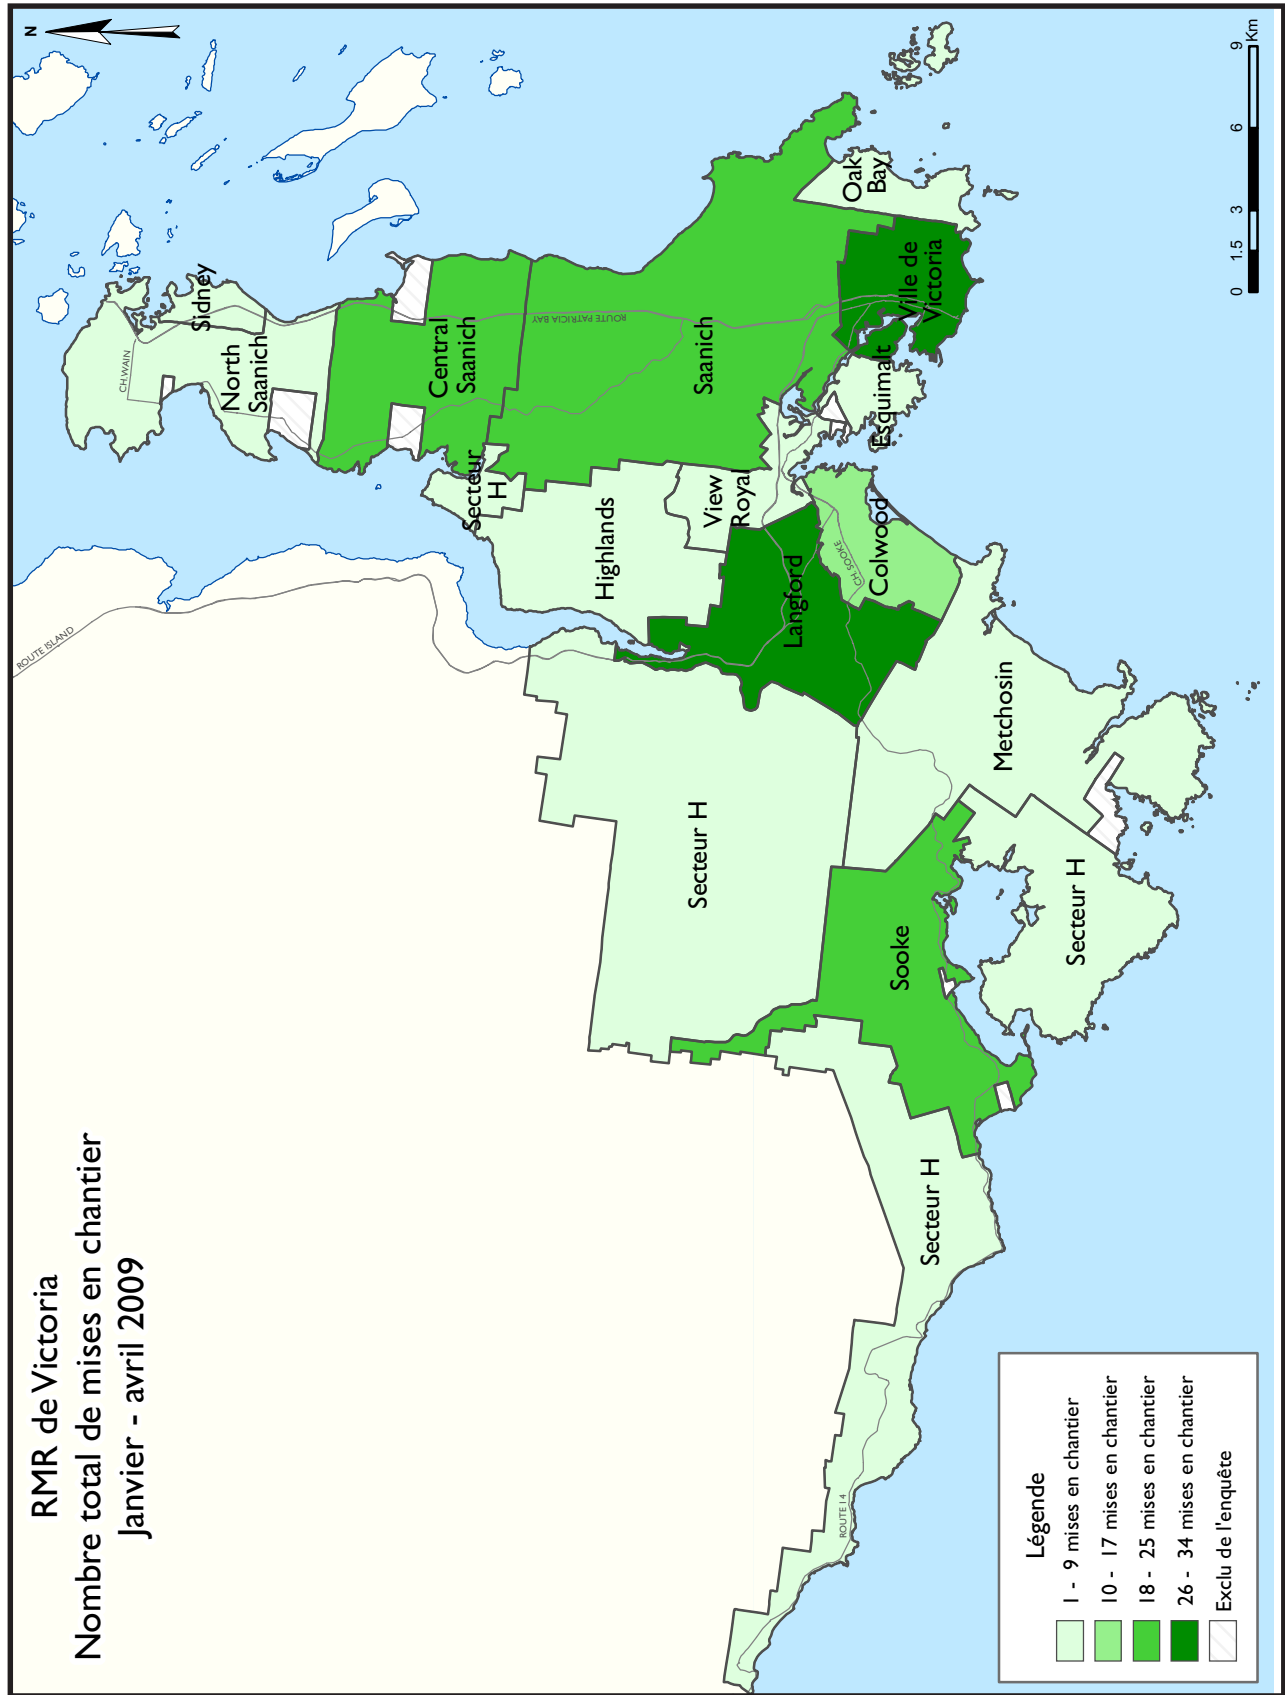 RMR de Victoria
Nombre total de mises en chantier
Janvier - avril 2009
N
ROUTE ISLAND
CH. WAIN
Sidney
North
Saanich
Central
Saanich
ROUTE PATRICIA BAY
Saanich
Secteur
H
Highlands
View
Royal
Oak
Bay
Ville de
Victoria
Esquimalt
Langford
CH. SOOKE
Colwood
Metchosin
Secteur H
Sooke
Secteur H
Secteur H
ROUTE 14
Légende
1 - 9 mises en chantier
10 - 17 mises en chantier
18 - 25 mises en chantier
26 - 34 mises en chantier
Exclu de l'enquête
0 1.5 3 6 9 Km